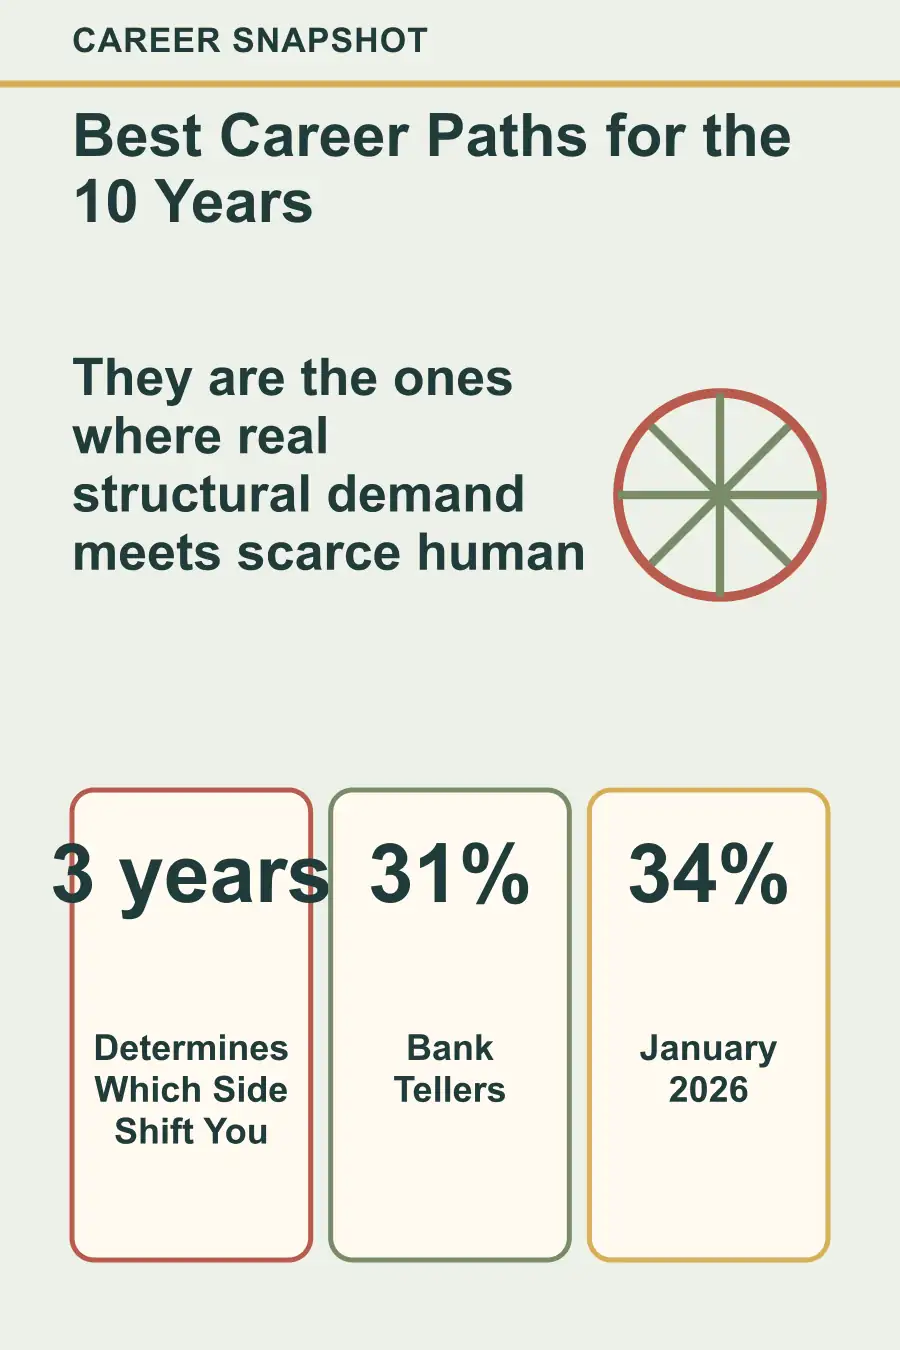 CAREER SNAPSHOT
Best Career Paths for the
10 Years
They are the ones
where real
structural demand
meets scarce human
3 years
Determines
Which Side
Shift You
31%
Bank
Tellers
34%
January
2026